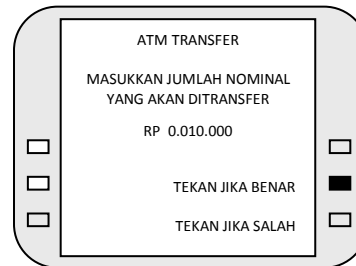 ATM TRANSFER
MASUKKAN JUMLAH NOMINAL
YANG AKAN DITRANSFER
RP 0.010.000
TEKAN JIKA BENAR
TEKAN JIKA SALAH